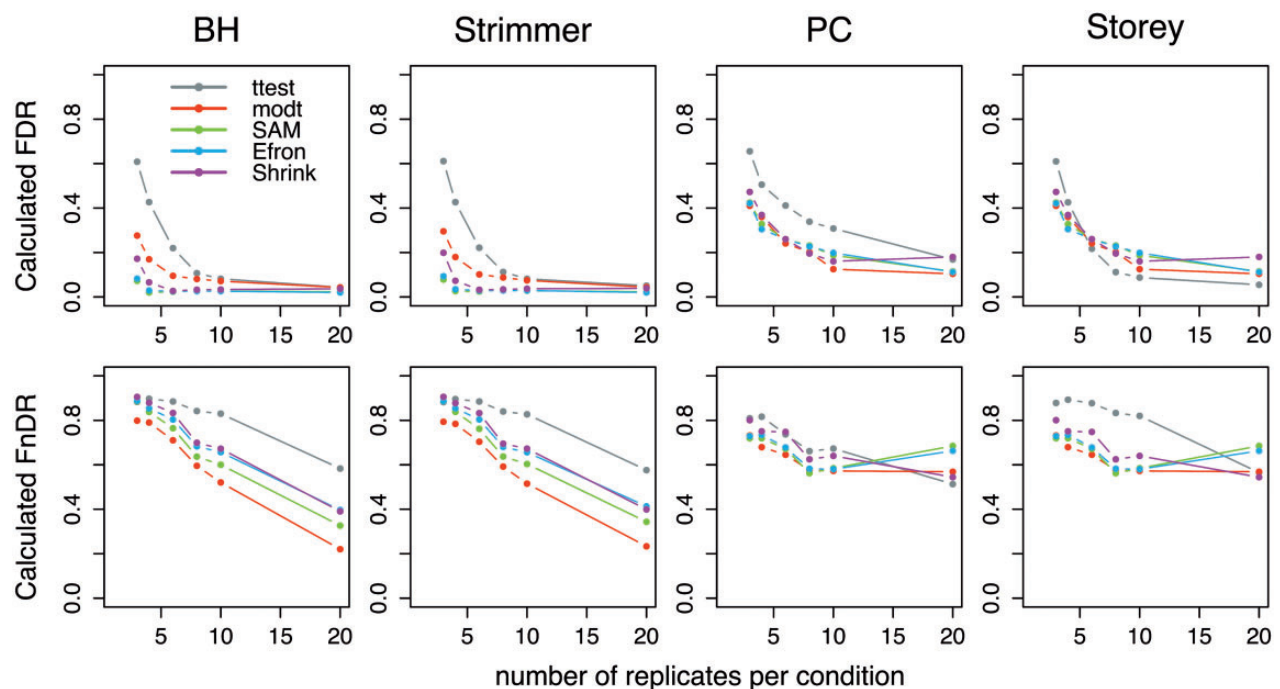 BH Strimmer PC Storey
Calculated FDR
0.0 0.4 0.8
ttest
modt
SAM
Efron
Shrink
5 10 15 20
0.0 0.4 0.8
5 10 15 20
0.0 0.4 0.8
5 10 15 20
0.0 0.4 0.8
5 10 15 20
Calculated FnDR
0.0 0.4 0.8
5 10 15 20
0.0 0.4 0.8
5 10 15 20
0.0 0.4 0.8
5 10 15 20
0.0 0.4 0.8
5 10 15 20
number of replicates per condition